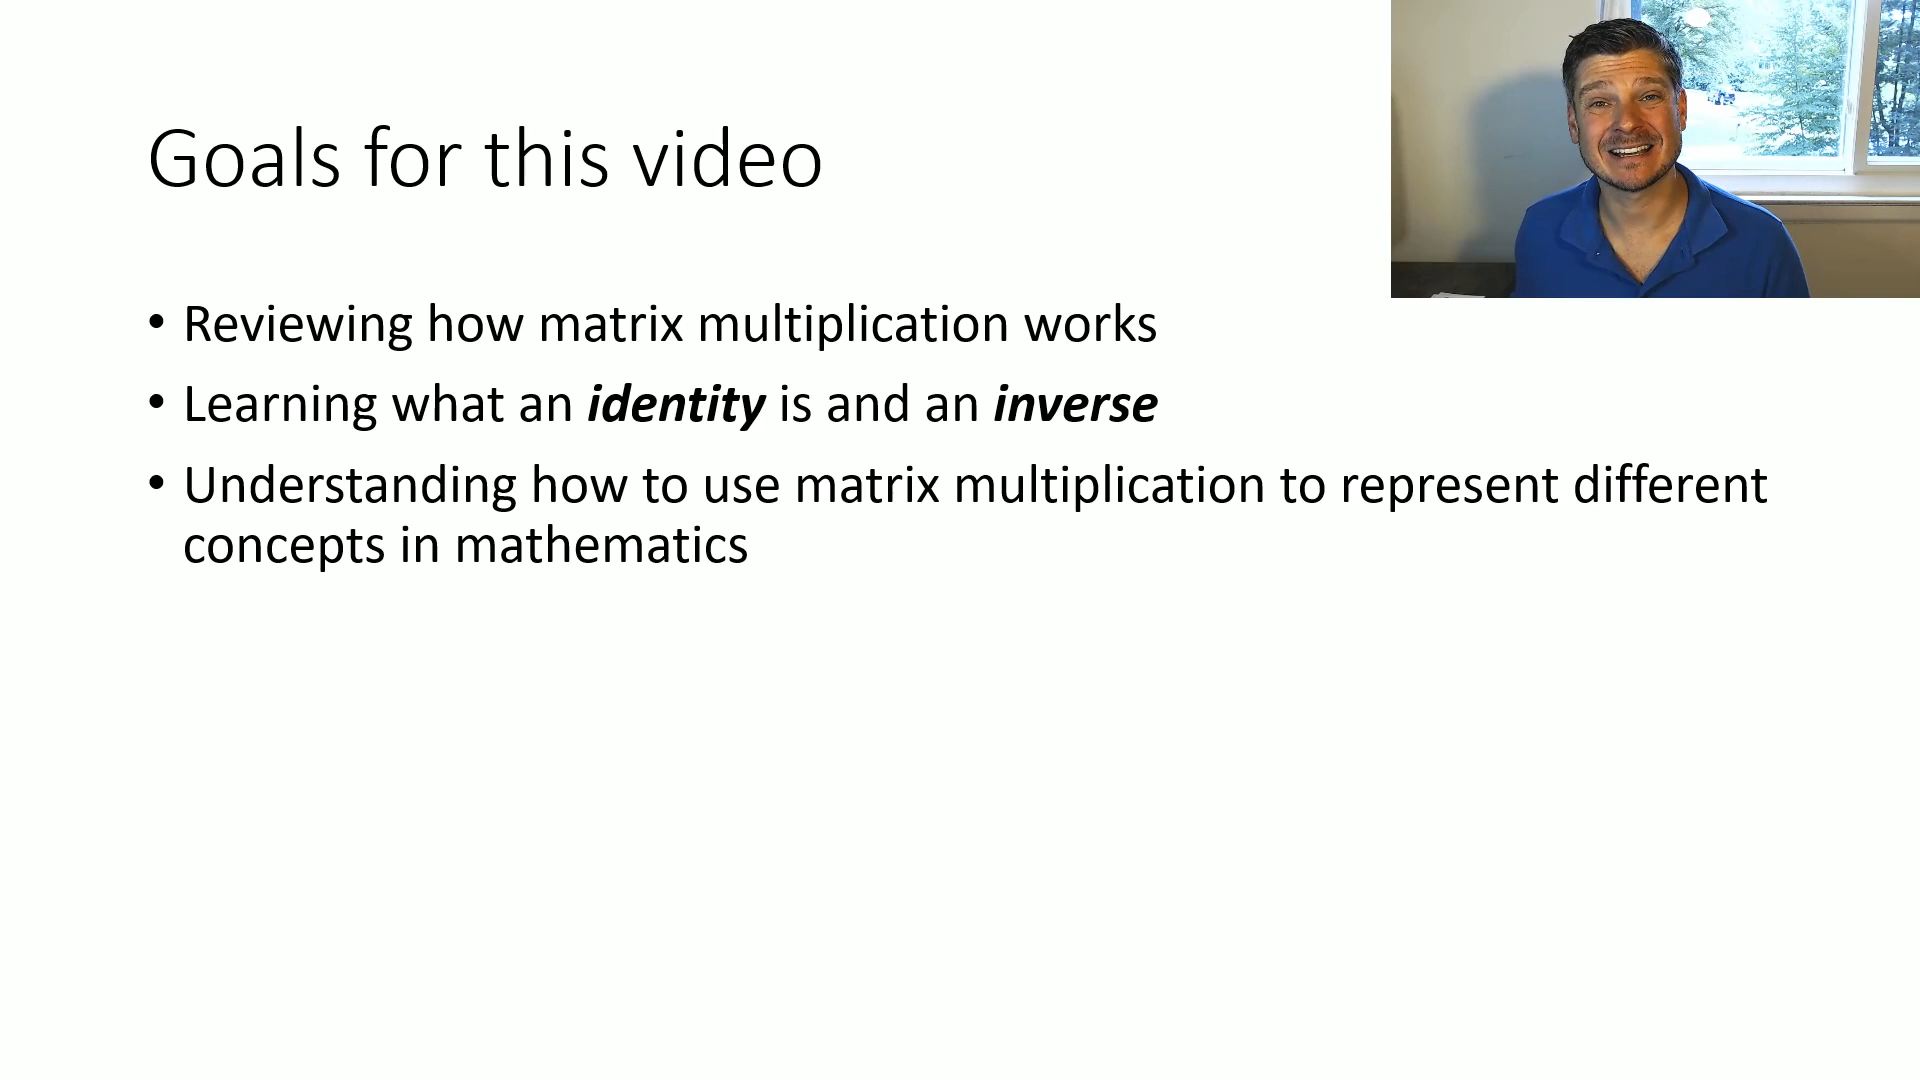 Goals for this video
• Reviewing how matrix multiplication works
• Learning what an identity is and an inverse
• Understanding how to use matrix multiplication to represent different
concepts in mathematics